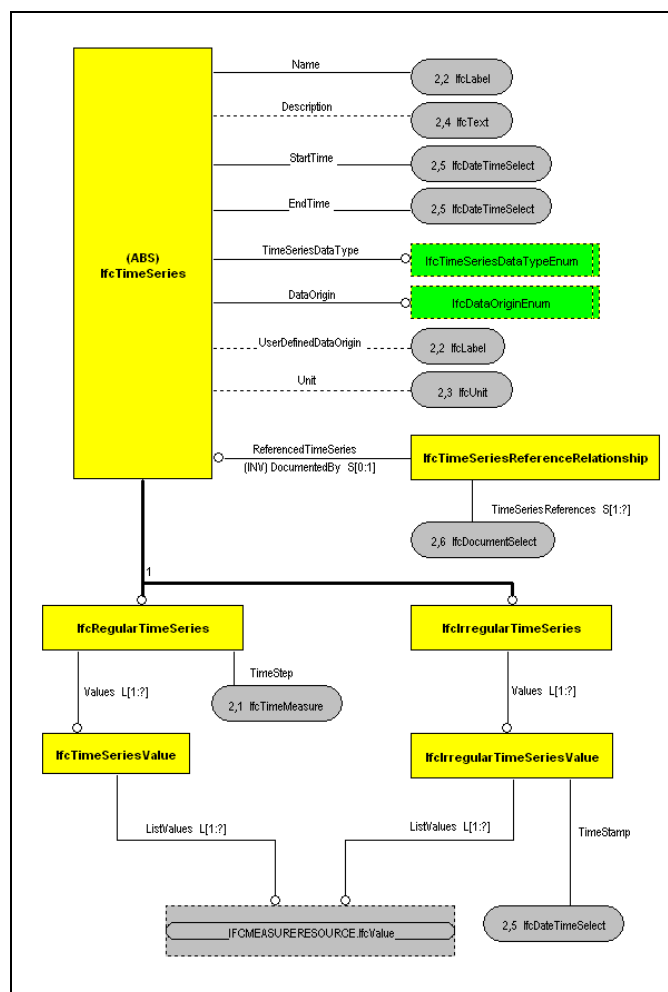 Name
2,2 IfcLabel
Description
2,4 IfcText
StartTime
2,5 IfcDateTimeSelect
EndTime
2,5 IfcDateTimeSelect
(ABS)
IfcTimeSeries
TimeSeriesDataType
IfcTimeSeriesDataTypeEnum
DataOrigin
IfcDataOriginEnum
UserDefinedDataOrigin
2,2 IfcLabel
Unit
2,3 IfcUnit
ReferencedTimeSeries
(INV) DocumentedBy S[0:1]
IfcTimeSeriesReferenceRelationship
TimeSeriesReferences S[1:?]
2,6 IfcDocumentSelect
1
IfcRegularTimeSeries
IfcIrregularTimeSeries
TimeStep
Values L[1:?]
2,1 IfcTimeMeasure
Values L[1:?]
IfcTimeSeriesValue
IfcIrregularTimeSeriesValue
ListValues L[1:?]
ListValues L[1:?]
TimeStamp
IFCMEASURERESOURCE.IfcValue
2,5 IfcDateTimeSelect